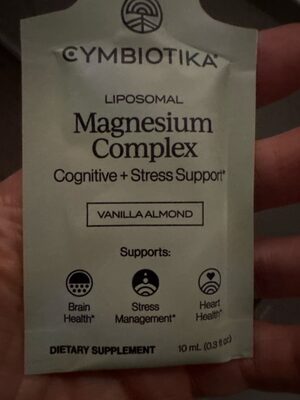 CYMBIOTIKA®
LIPOSOMAL
Magnesium
Complex
Cognitive + Stress Support*
VANILLA ALMOND
Supports:
Brain
Health*
Stress
Management*
Heart
Health*
DIETARY SUPPLEMENT
10 mL (0.3 fl oz)